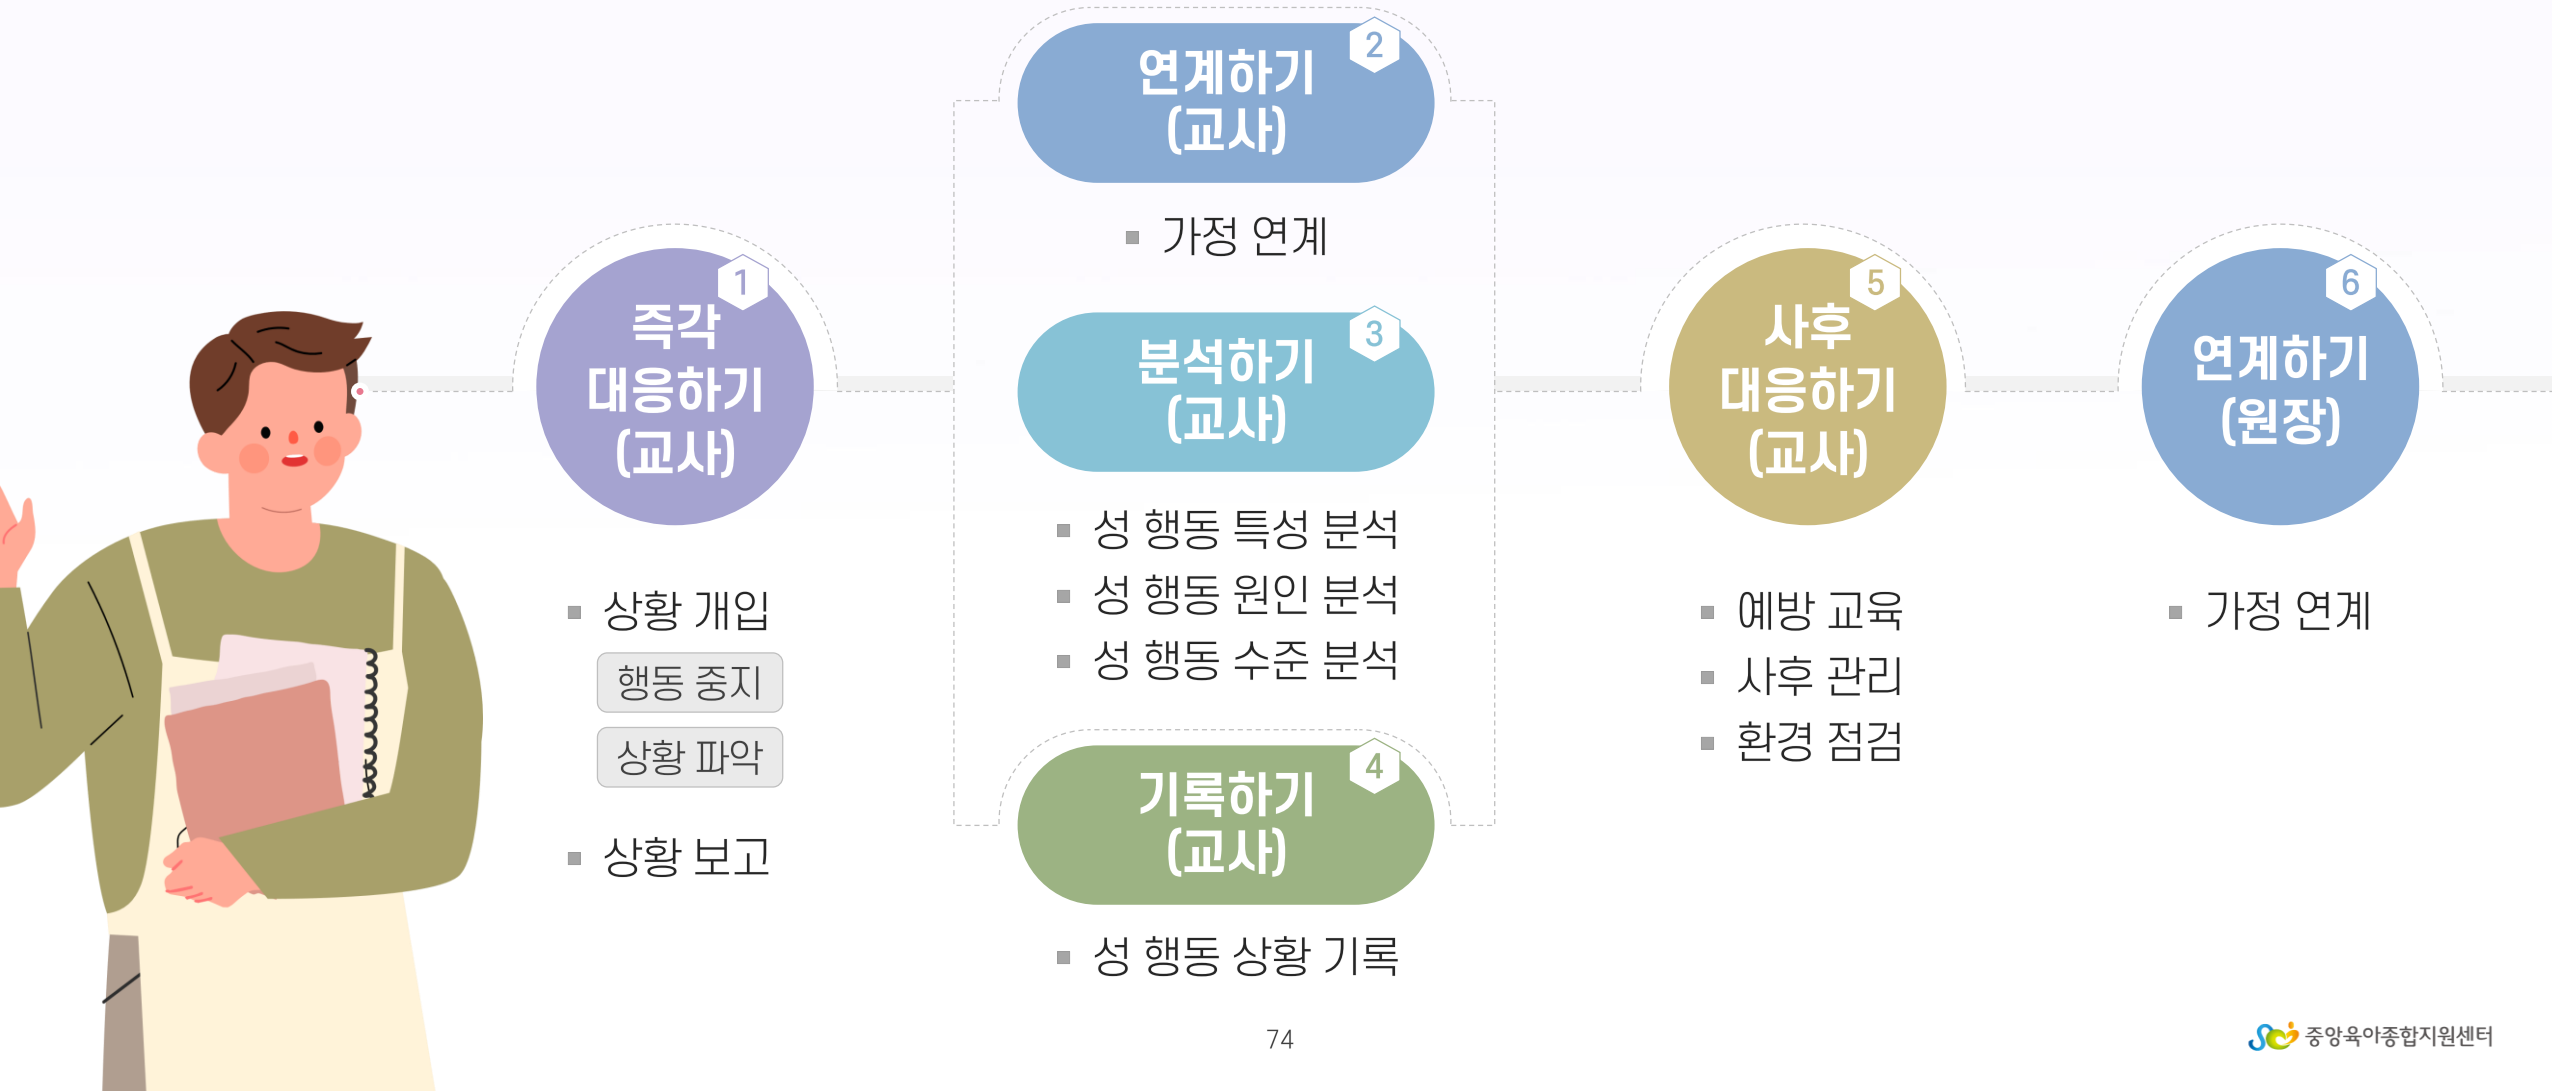 1
즉각
대응하기
(교사)
상황 개입
행동 중지
상황 파악
상황 보고
2
연계하기
(교사)
가정 연계
3
분석하기
(교사)
성 행동 특성 분석
성 행동 원인 분석
성 행동 수준 분석
4
기록하기
(교사)
성 행동 상황 기록
5
사후
대응하기
(교사)
예방 교육
사후 관리
환경 점검
6
연계하기
(원장)
가정 연계
74
중앙육아종합지원센터